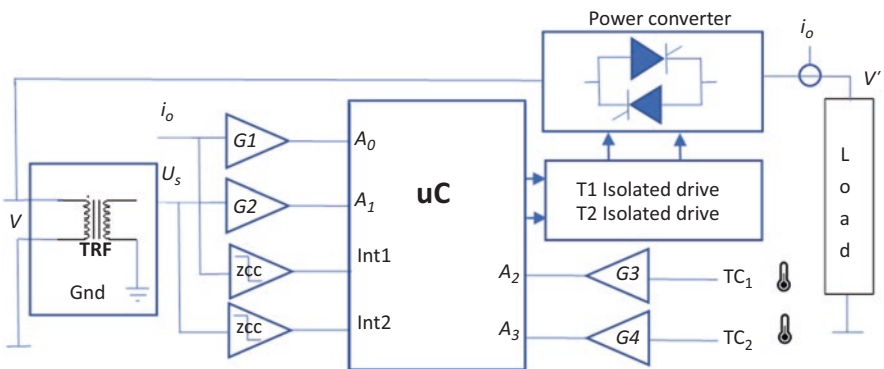 Power converter
i_o
V'
i_o
G1
A_0
U_s
G2
A_1
uC
T1 Isolated drive
T2 Isolated drive
Load
V
TRF
Gnd
zcc
Int1
A_2
G3
TC_1
zcc
Int2
A_3
G4
TC_2